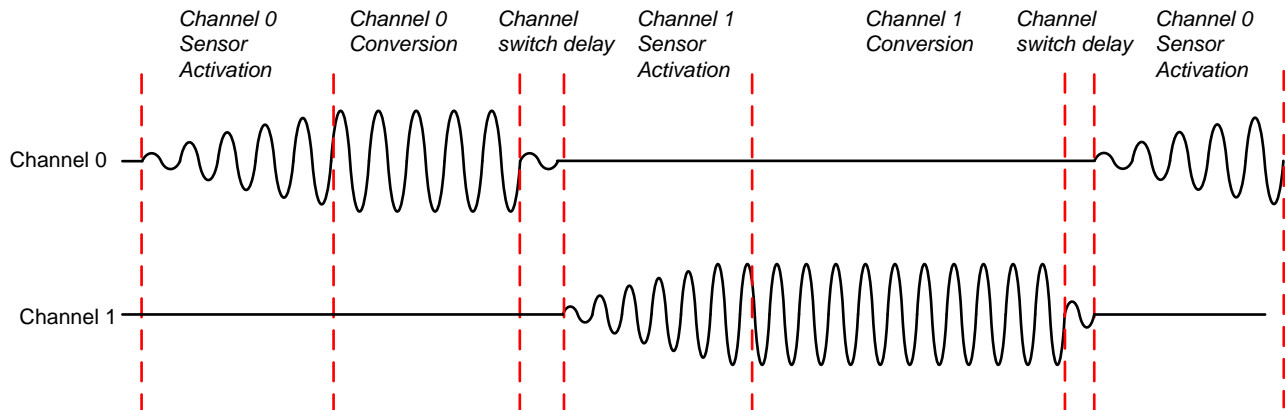 Channel 0
Sensor
Activation
Channel 0
Conversion
Channel
switch delay
Channel 1
Sensor
Activation
Channel 1
Conversion
Channel
switch delay
Channel 0
Sensor
Activation
Channel 0
Channel 1